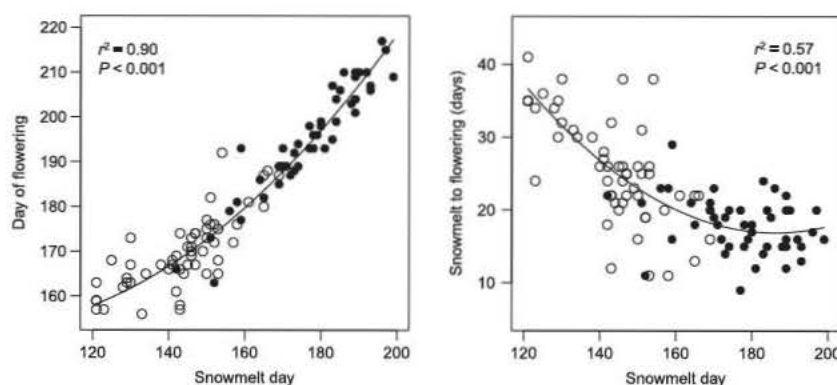 r² = 0.90
P < 0.001
Day of flowering
220
210
200
190
180
170
160
120 140 160 180 200
Snowmelt day
r² = 0.57
P < 0.001
Snowmelt to flowering (days)
40
30
20
10
120 140 160 180 200
Snowmelt day